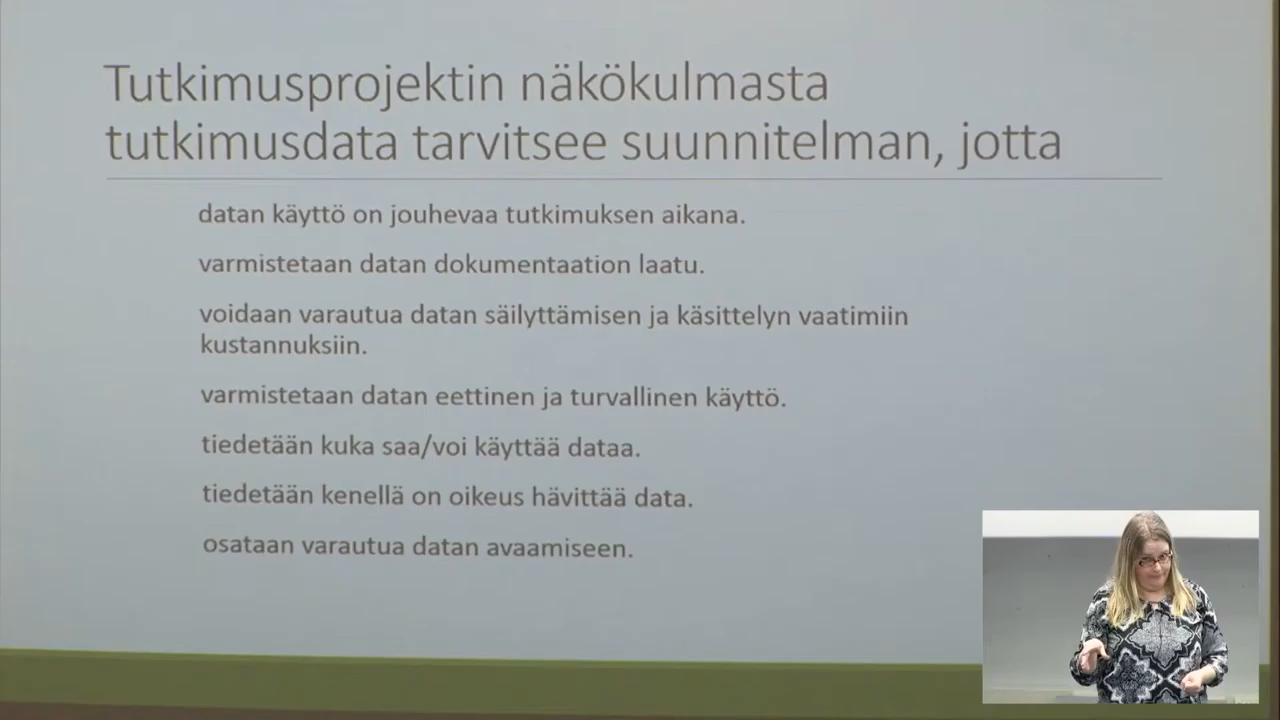 Tutkimusprojektin näkökulmasta
tutkimusdata tarvitsee suunnitelman, jotta
datan käyttö on jouhevaa tutkimuksen aikana.
varmistetaan datan dokumentaation laatu.
voidaan varautua datan säilyttämisen ja käsittelyn vaatimiin
kustannuksiin.
varmistetaan datan eettinen ja turvallinen käyttö.
tiedetään kuka saa/voi käyttää dataa.
tiedetään kenellä on oikeus hävittää data.
osataan varautua datan avaamiseen.